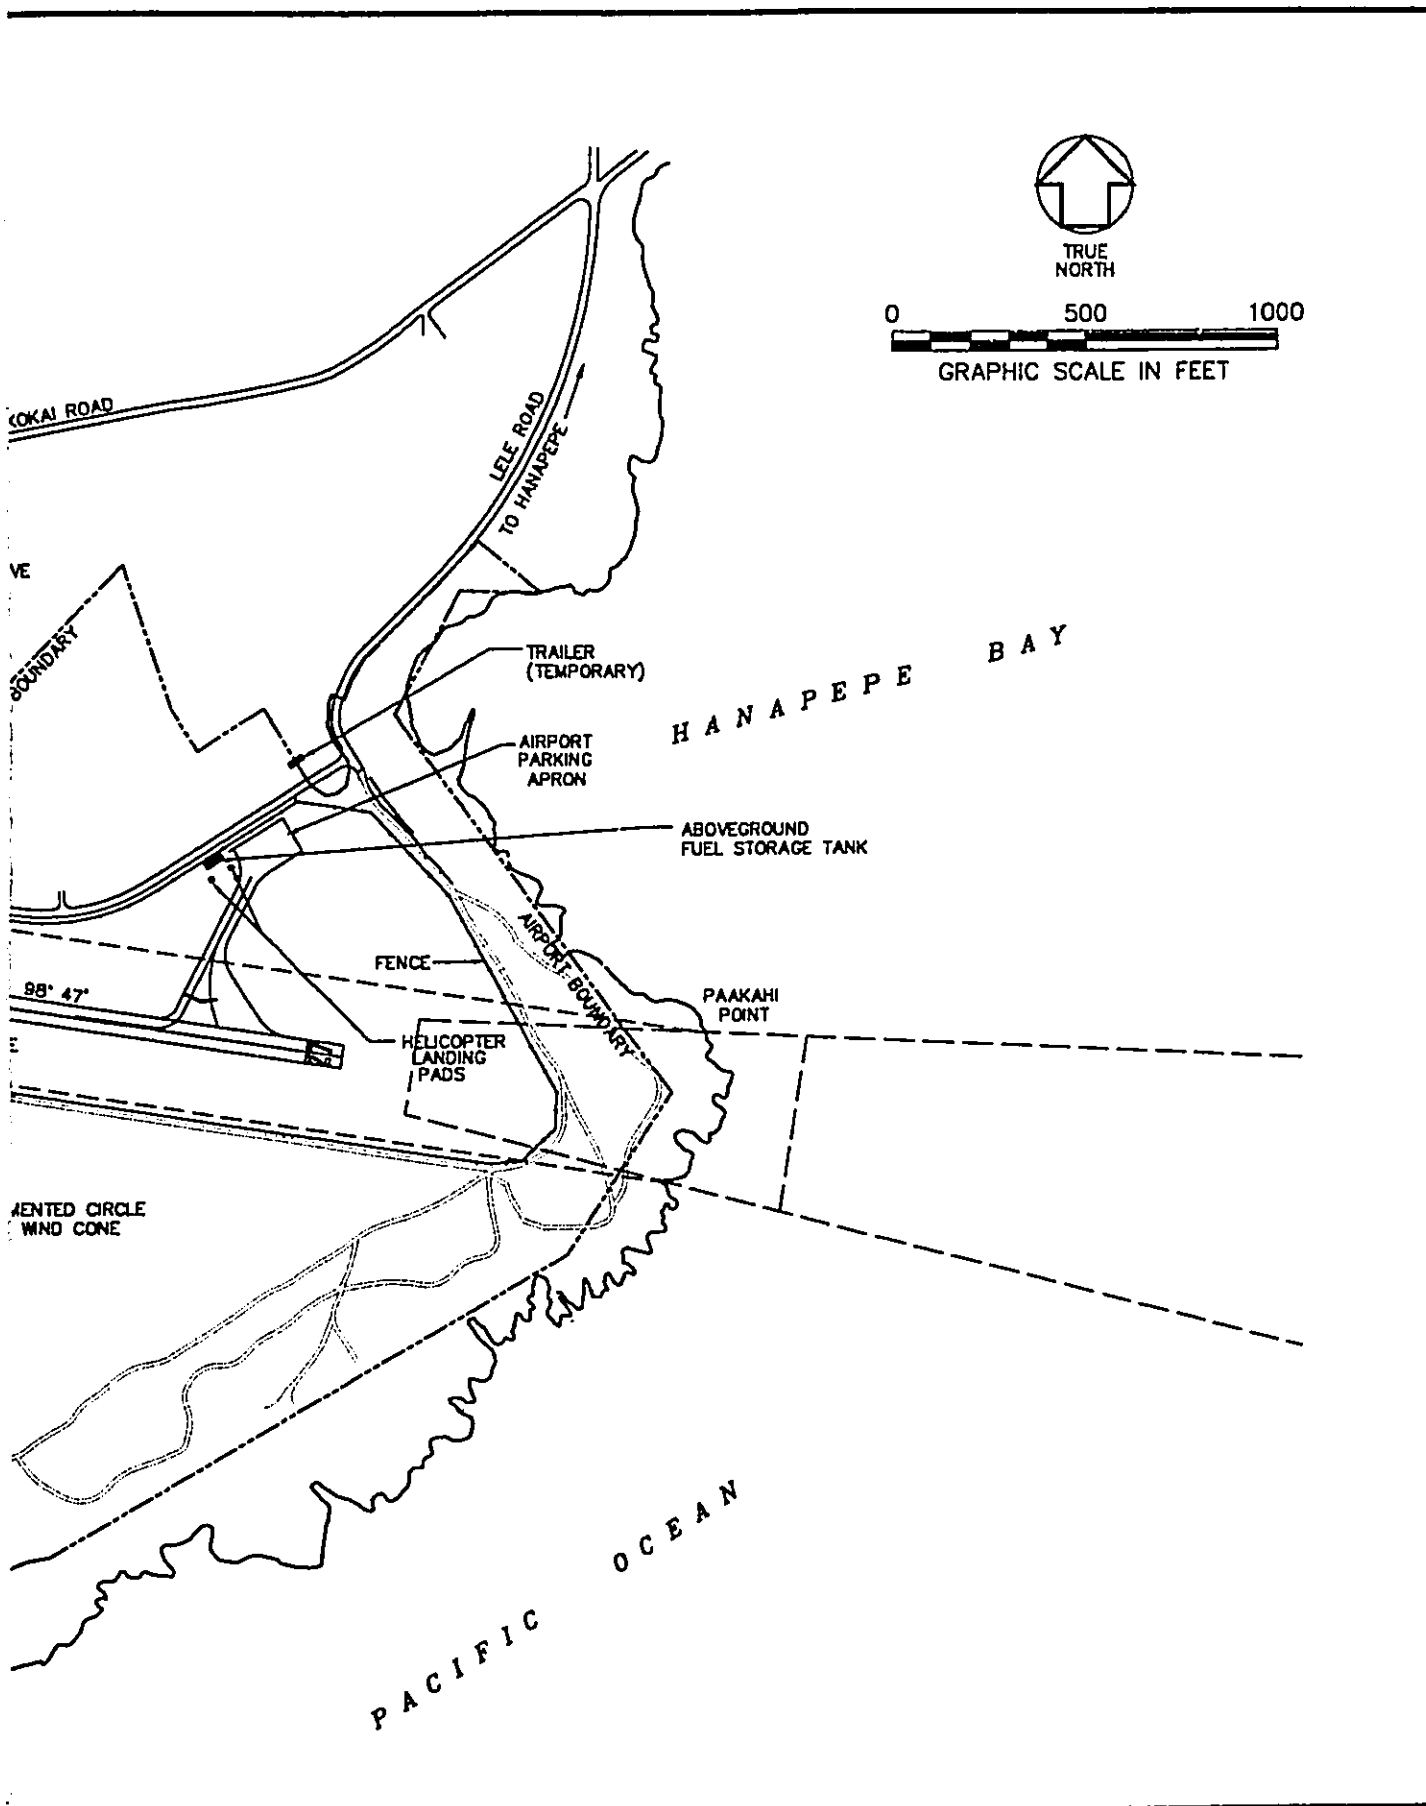 TRUE
NORTH
0 500 1000
GRAPHIC SCALE IN FEET
KOKAI ROAD
LELE ROAD
TO HANAPEPE
VE
BOUNDARY
TRAILER
(TEMPORARY)
HANAPEPE BAY
AIRPORT
PARKING
APRON
ABOVEGROUND
FUEL STORAGE TANK
AIRPORT BOUNDARY
FENCE
98° 47'
PAAKAHI
POINT
E
HELICOPTER
LANDING
PADS
27
MENTED CIRCLE
WIND CONE
PACIFIC OCEAN